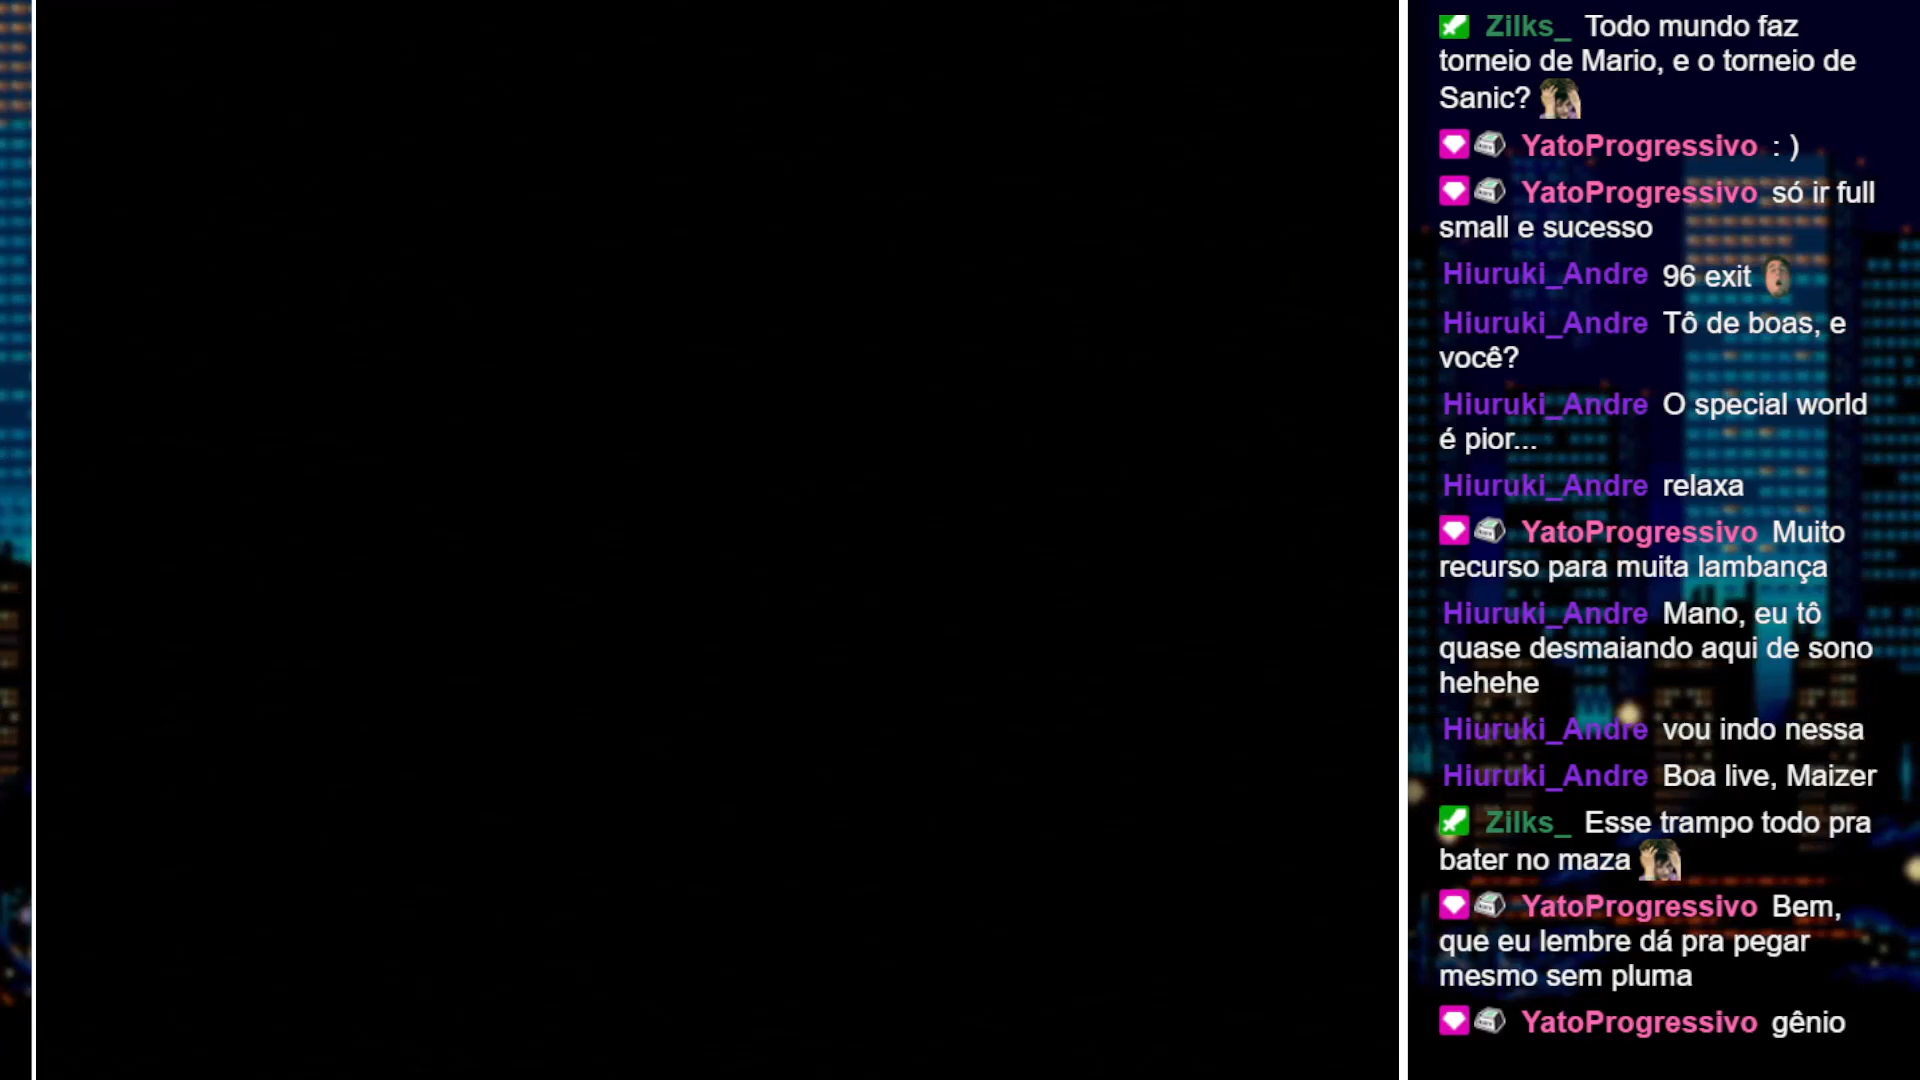 Zilks_ Todo mundo faz
torneio de Mario, e o torneio de
Sanic?
YatoProgressivo : )
YatoProgressivo só ir full
small e sucesso
Hiuruki_Andre 96 exit
Hiuruki_Andre Tô de boas, e
você?
Hiuruki_Andre O special world
é pior...
Hiuruki_Andre relaxa
YatoProgressivo Muito
recurso para muita lambança
Hiuruki_Andre Mano, eu tô
quase desmaiando aqui de sono
hehehe
Hiuruki_Andre vou indo nessa
Hiuruki_Andre Boa live, Maizer
Zilks_ Esse trampo todo pra
bater no maza
YatoProgressivo Bem,
que eu lembre dá pra pegar
mesmo sem pluma
YatoProgressivo gênio